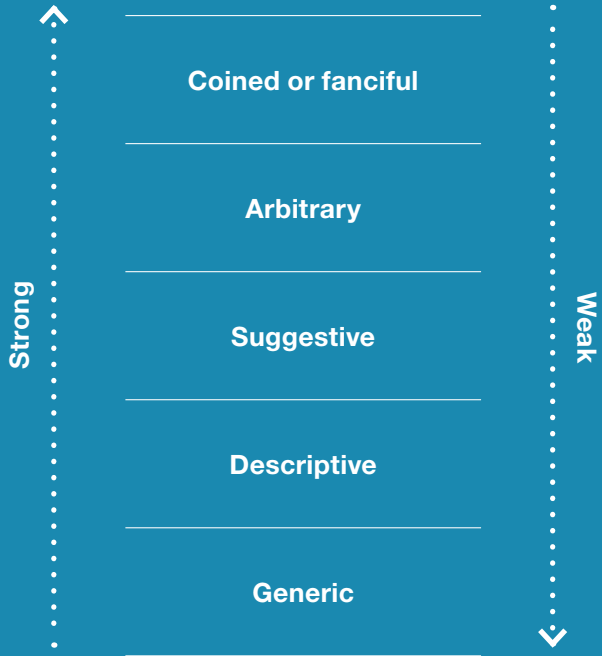 Coined or fanciful
Arbitrary
Strong
Suggestive
Weak
Descriptive
Generic